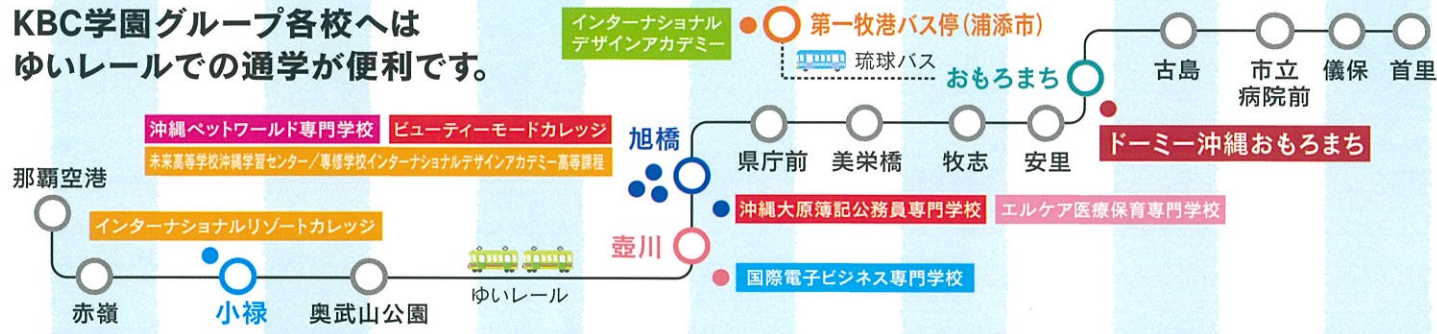 KBC学園グループ各校へは
ゆいレールでの通学が便利です。
インターナショナル
デザインアカデミー
第一牧港バス停（浦添市）
琉球バス
おもろまち
古島
市立
病院前
儀保
首里
ドーミー沖縄おもろまち
沖縄ペットワールド専門学校
ビューティーモードカレッジ
未来高等学校沖縄学習センター／専修学校インターナショナルデザインアカデミー高等課程
旭橋
県庁前
美栄橋
牧志
安里
沖縄大原簿記公務員専門学校
エルケア医療保育専門学校
那覇空港
インターナショナルリゾートカレッジ
壺川
国際電子ビジネス専門学校
赤嶺
小禄
奥武山公園
ゆいレール